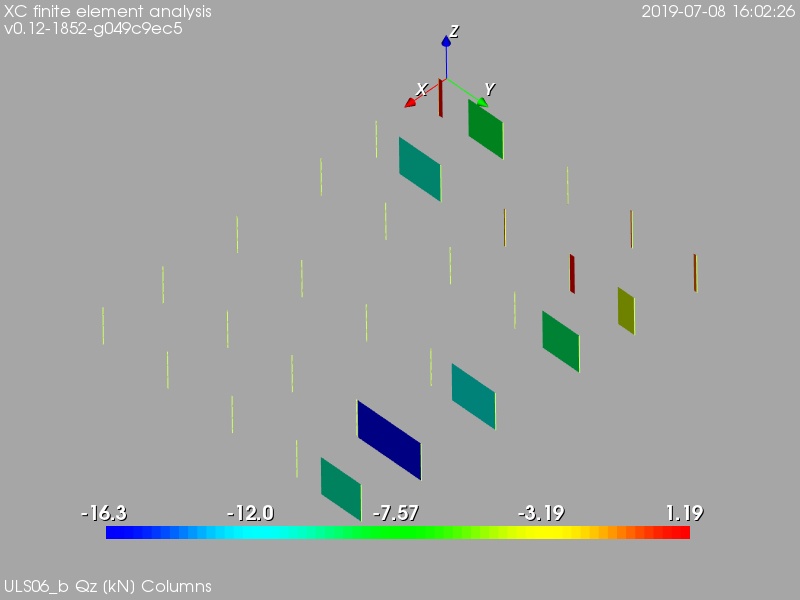 XC finite element analysis
v0.12-1852-g049c9ec5
2019-07-08 16:02:26
Z
X
Y
-16.3 -12.0 -7.57 -3.19 1.19
ULS06_b Qz [kN] Columns